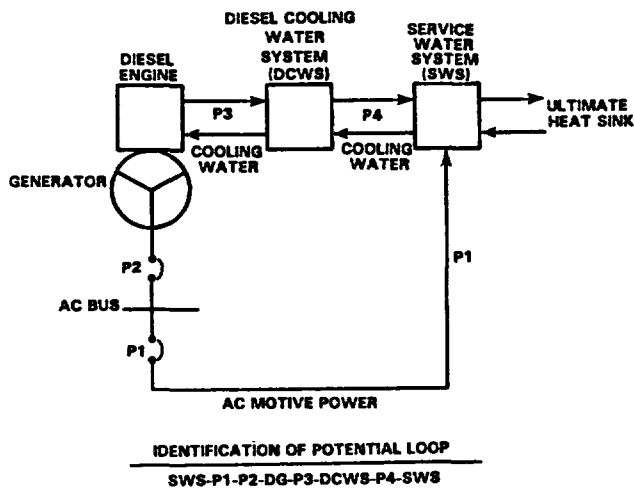 DIESEL COOLING
WATER
SYSTEM
(DCWS)
SERVICE
WATER
SYSTEM
(SWS)
DIESEL
ENGINE
P3
P4
ULTIMATE
HEAT SINK
COOLING
WATER
COOLING
WATER
GENERATOR
P2
P1
AC BUS
P1
AC MOTIVE POWER
IDENTIFICATION OF POTENTIAL LOOP
SWS-P1-P2-DG-P3-DCWS-P4-SWS